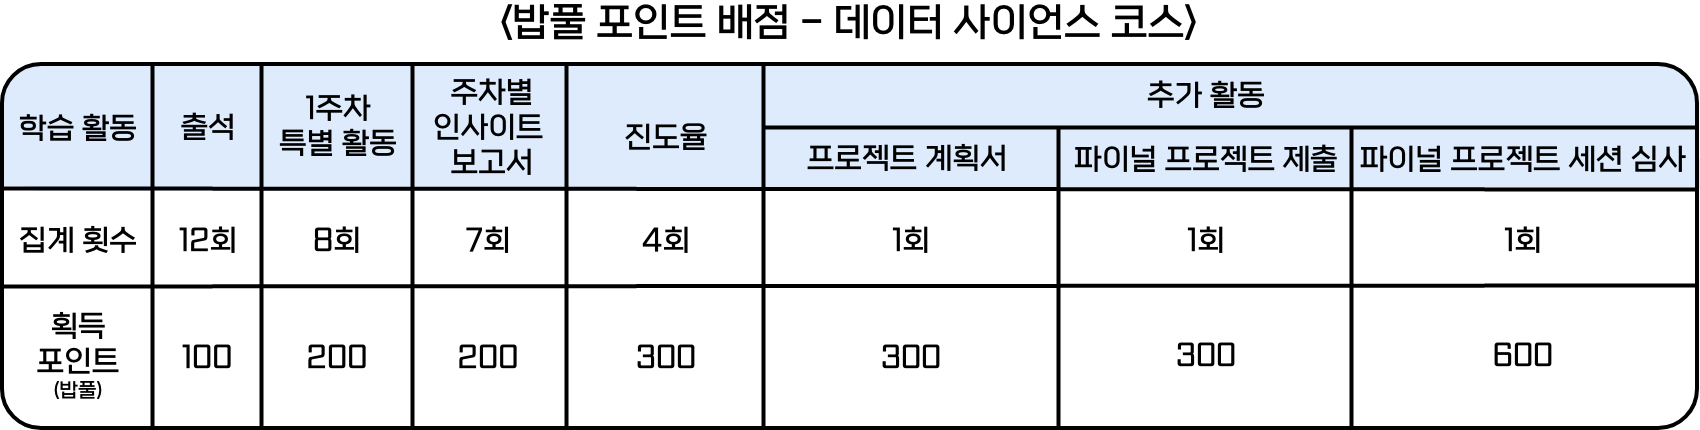 <밥풀 포인트 배점 - 데이터 사이언스 코스>
학습 활동
출석
1주차
특별 활동
주차별
인사이트
보고서
진도율
추가 활동
프로젝트 계획서
파이널 프로젝트 제출
파이널 프로젝트 세션 심사
집계 횟수
12회
8회
7회
4회
1회
1회
1회
획득
포인트
(밥풀)
100
200
200
300
300
300
600